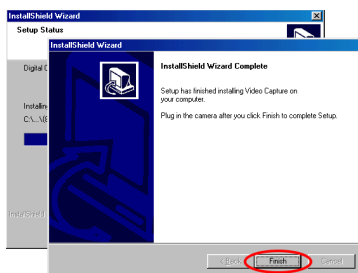 InstallShield Wizard
Setup Status
InstallShield Wizard
Digital C
InstallShield Wizard Complete
Setup has finished installing Video Capture on
your computer.
Plug in the camera after you click Finish to complete Setup.
Installin
C:\...\(8
InstallShield
< Back
Finish
Cancel